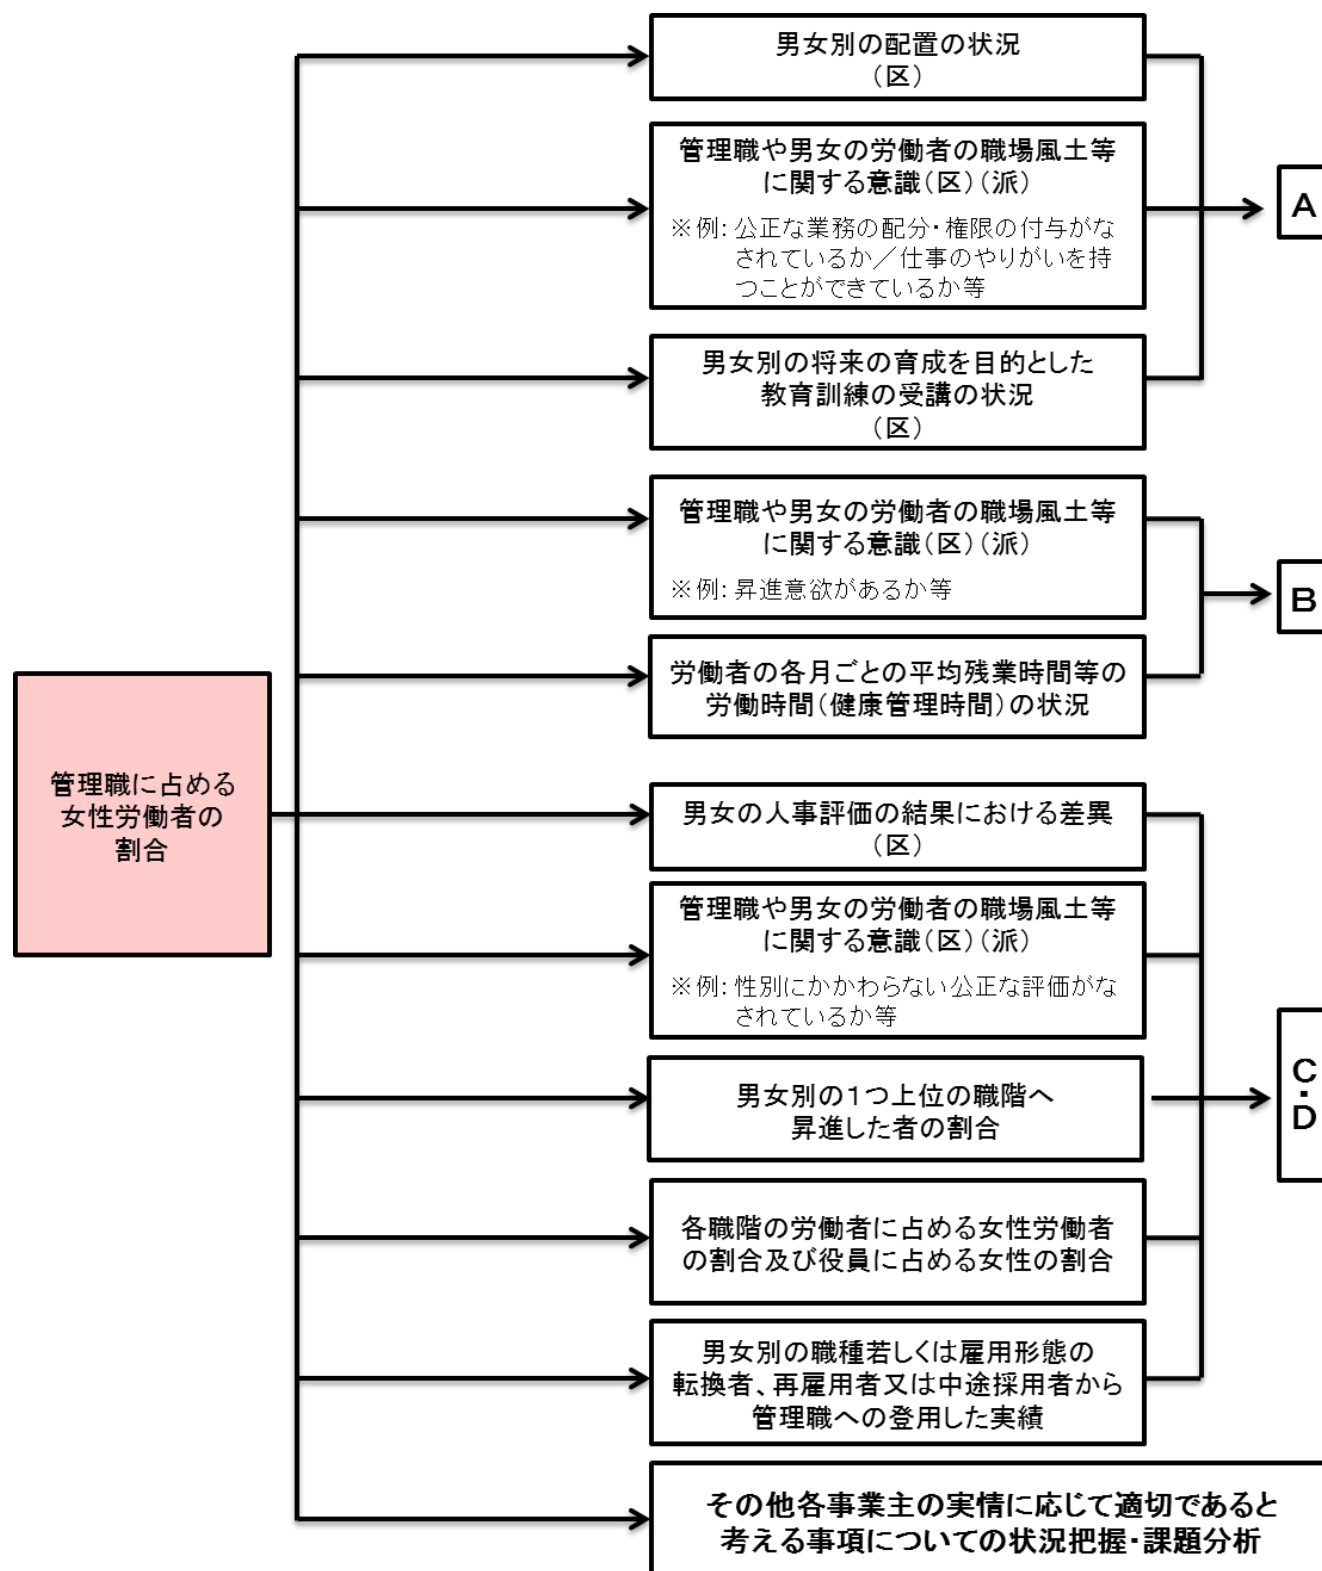 男女別の配置の状況
(区)
管理職や男女の労働者の職場風土等
に関する意識(区)(派)
※例: 公正な業務の配分・権限の付与がな
されているか／仕事のやりがいを持
つことができているか等
A
男女別の将来の育成を目的とした
教育訓練の受講の状況
(区)
管理職や男女の労働者の職場風土等
に関する意識(区)(派)
※例: 昇進意欲があるか等
B
労働者の各月ごとの平均残業時間等の
労働時間(健康管理時間)の状況
管理職に占める
女性労働者の
割合
男女の人事評価の結果における差異
(区)
管理職や男女の労働者の職場風土等
に関する意識(区)(派)
※例: 性別にかかわらない公正な評価がな
されているか等
男女別の1つ上位の職階へ
昇進した者の割合
C・D
各職階の労働者に占める女性労働者
の割合及び役員に占める女性の割合
男女別の職種若しくは雇用形態の
転換者、再雇用者又は中途採用者から
管理職への登用した実績
その他各事業主の実情に応じて適切であると
考える事項についての状況把握・課題分析